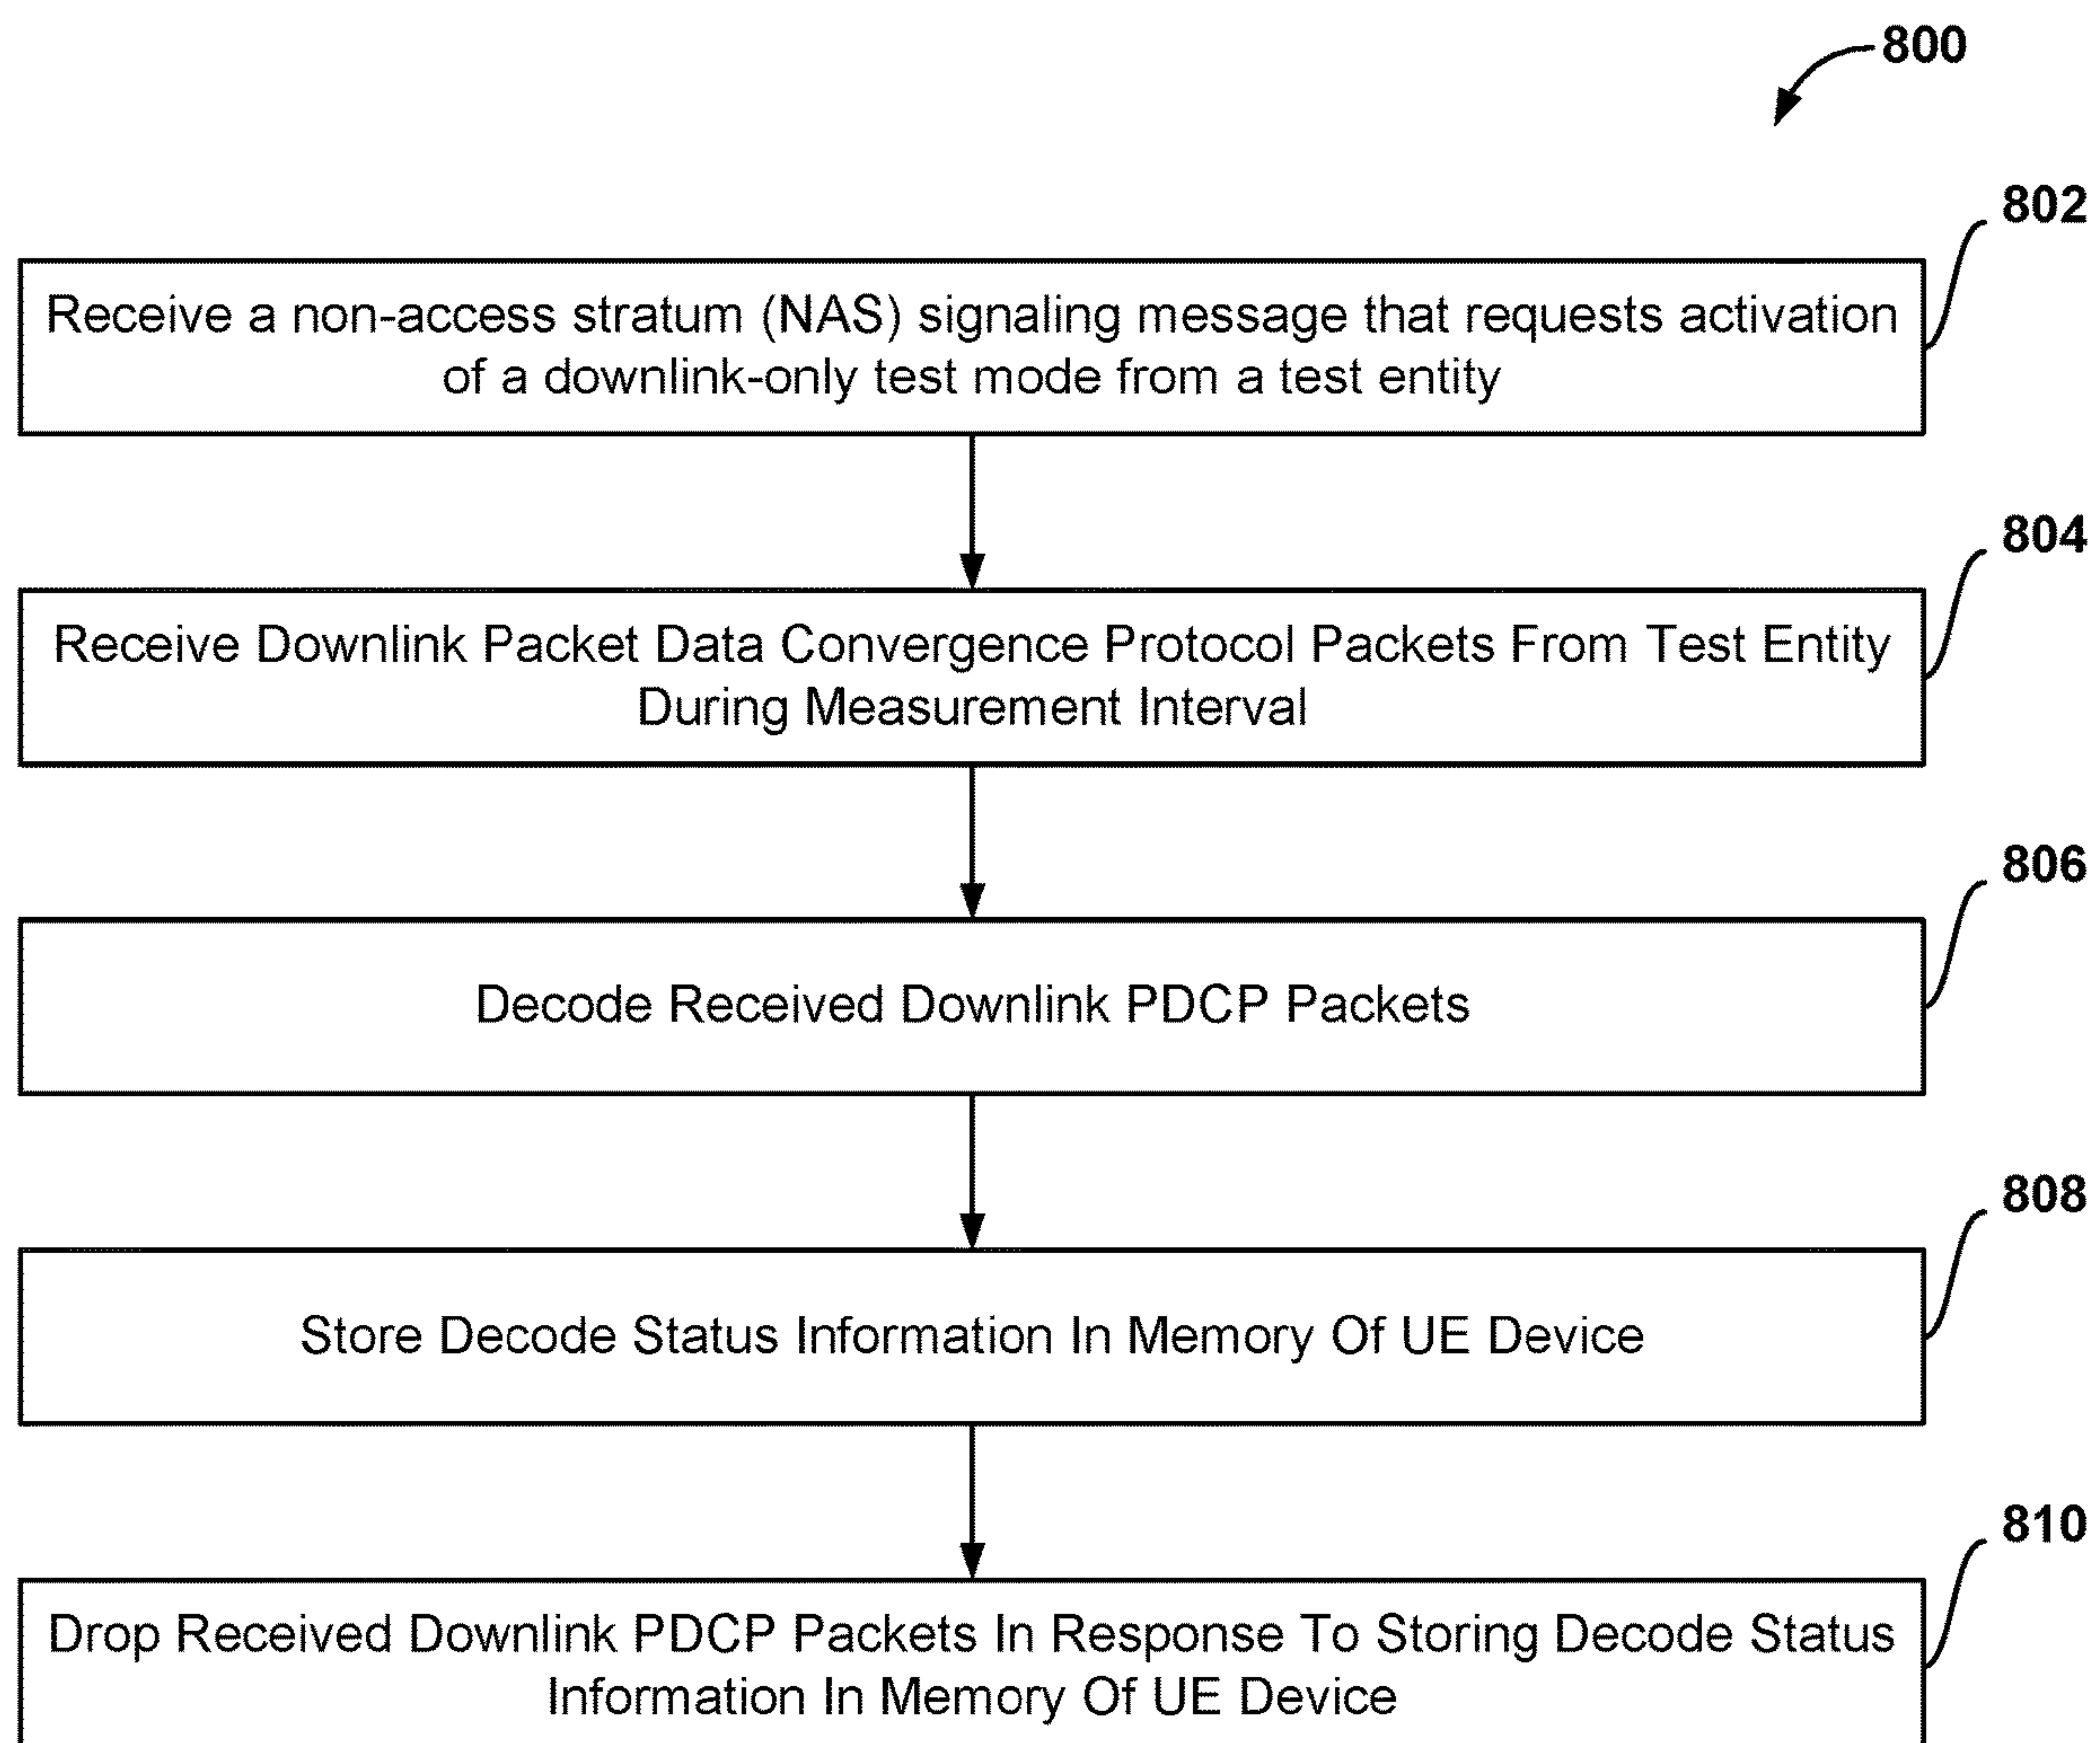 800
802
Receive a non-access stratum (NAS) signaling message that requests activation
of a downlink-only test mode from a test entity
804
Receive Downlink Packet Data Convergence Protocol Packets From Test Entity
During Measurement Interval
806
Decode Received Downlink PDCP Packets
808
Store Decode Status Information In Memory Of UE Device
810
Drop Received Downlink PDCP Packets In Response To Storing Decode Status
Information In Memory Of UE Device